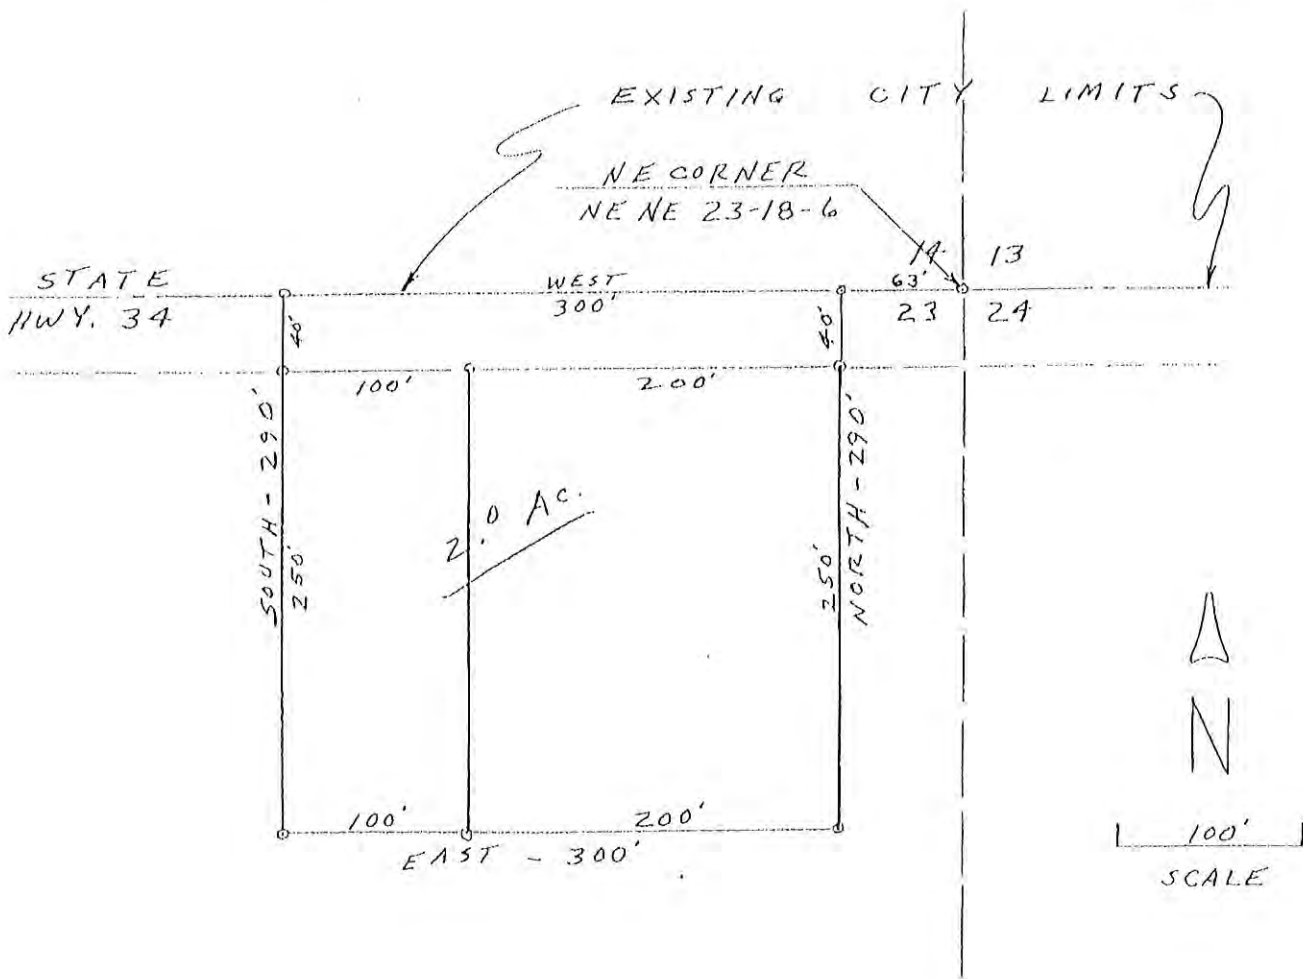 EXISTING CITY LIMITS
NE CORNER
NE NE 23-18-6
14 13
63'
23 24
STATE
HWY. 34
WEST
300'
40'
40'
100'
200'
SOUTH - 290'
250'
2.0 Ac.
250'
NORTH - 290'
100'
200'
EAST - 300'
N
100'
SCALE